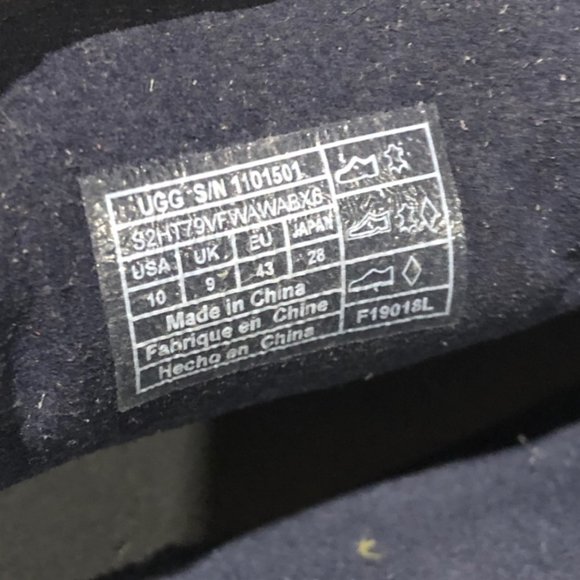 UGG S/N 1101501
S2HT79VFWAWABX6
USA UK EU JAPAN
10 9 43 28
Made in China
Fabrique en Chine
Hecho en China
F19018L